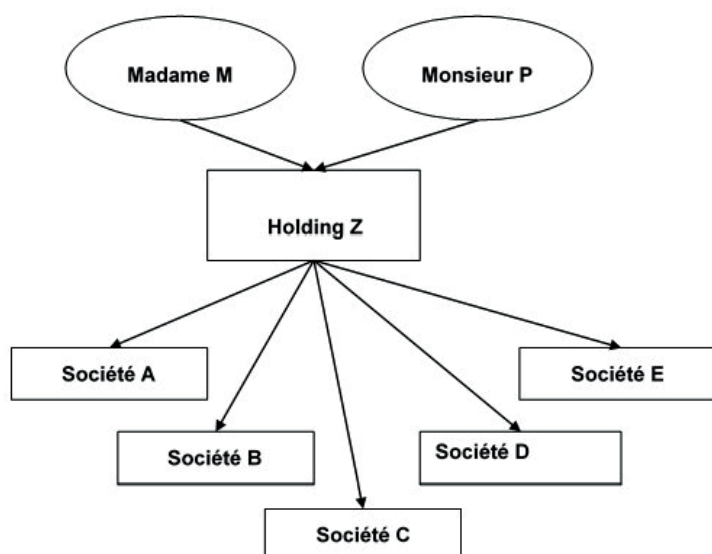 Madame M
Monsieur P
Holding Z
Société A
Société E
Société B
Société D
Société C